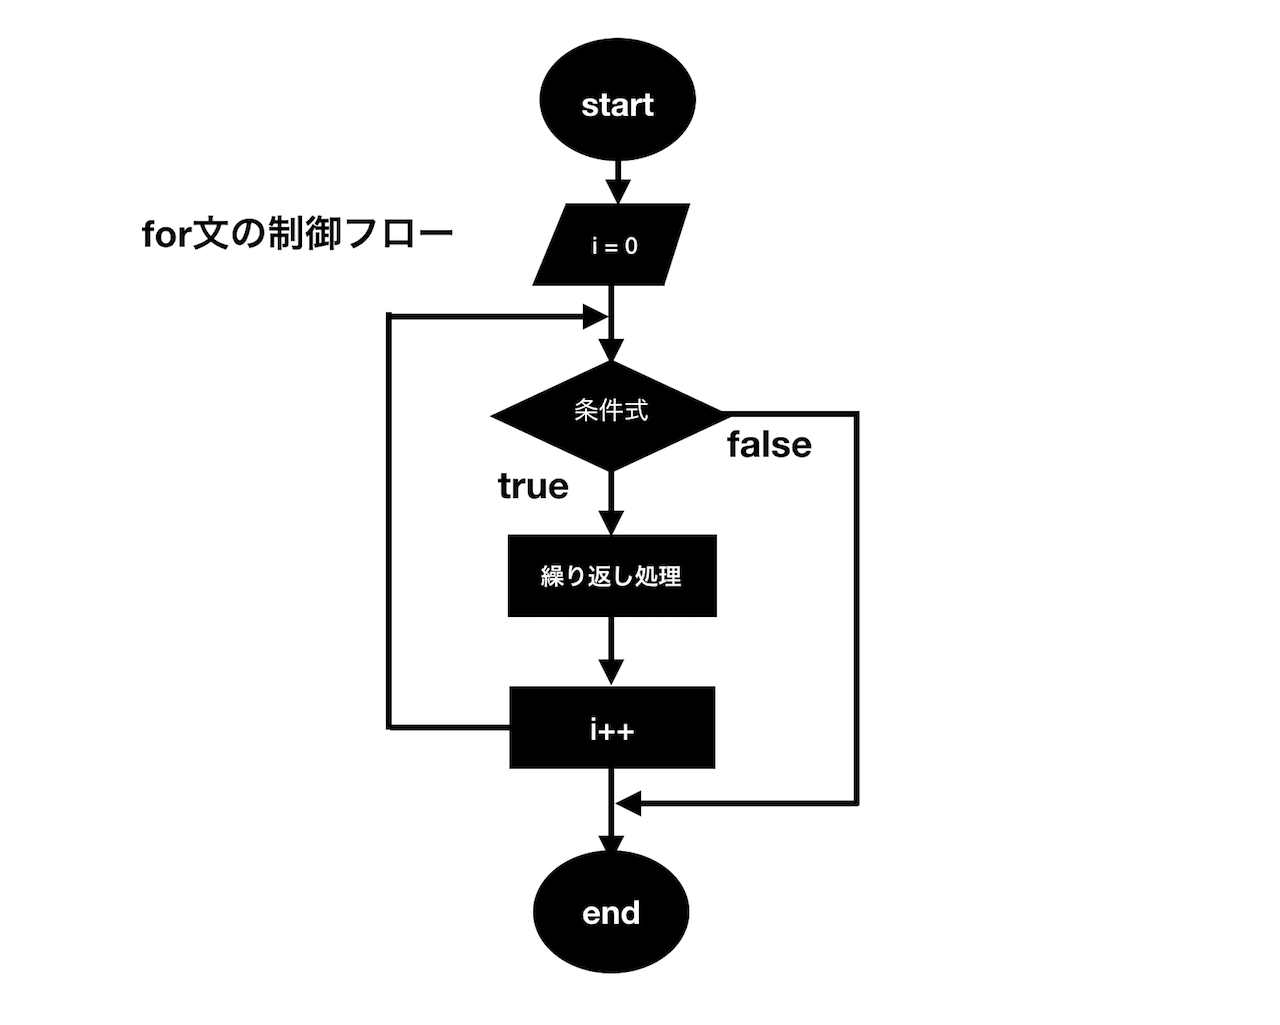 start
for文の制御フロー
i = 0
条件式
false
true
繰り返し処理
i++
end